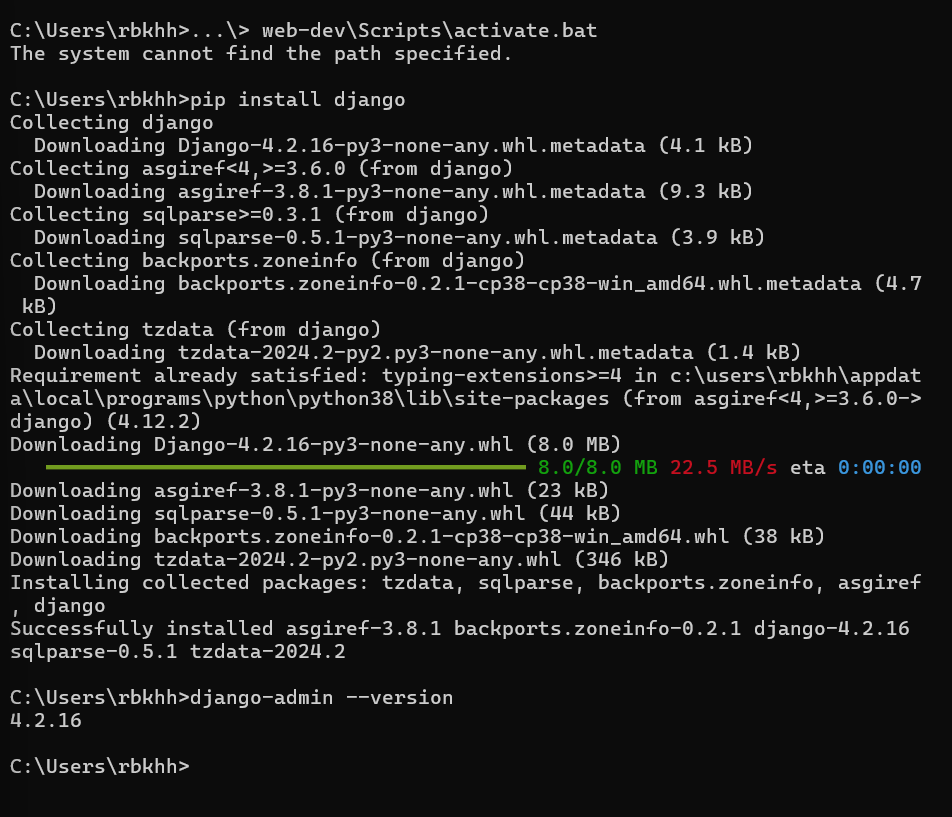 C:\Users\rbkhh>...\> web-dev\Scripts\activate.bat
The system cannot find the path specified.
C:\Users\rbkhh>pip install django
Collecting django
  Downloading Django-4.2.16-py3-none-any.whl.metadata (4.1 kB)
Collecting asgiref<4,>=3.6.0 (from django)
  Downloading asgiref-3.8.1-py3-none-any.whl.metadata (9.3 kB)
Collecting sqlparse>=0.3.1 (from django)
  Downloading sqlparse-0.5.1-py3-none-any.whl.metadata (3.9 kB)
Collecting backports.zoneinfo (from django)
  Downloading backports.zoneinfo-0.2.1-cp38-cp38-win_amd64.whl.metadata (4.7
 kB)
Collecting tzdata (from django)
  Downloading tzdata-2024.2-py2.py3-none-any.whl.metadata (1.4 kB)
Requirement already satisfied: typing-extensions>=4 in c:\users\rbkhh\appdat
a\local\programs\python\python38\lib\site-packages (from asgiref<4,>=3.6.0->
django) (4.12.2)
Downloading Django-4.2.16-py3-none-any.whl (8.0 MB)
8.0/8.0 MB 22.5 MB/s eta 0:00:00
Downloading asgiref-3.8.1-py3-none-any.whl (23 kB)
Downloading sqlparse-0.5.1-py3-none-any.whl (44 kB)
Downloading backports.zoneinfo-0.2.1-cp38-cp38-win_amd64.whl (38 kB)
Downloading tzdata-2024.2-py2.py3-none-any.whl (346 kB)
Installing collected packages: tzdata, sqlparse, backports.zoneinfo, asgiref
, django
Successfully installed asgiref-3.8.1 backports.zoneinfo-0.2.1 django-4.2.16
sqlparse-0.5.1 tzdata-2024.2
C:\Users\rbkhh>django-admin --version
4.2.16
C:\Users\rbkhh>